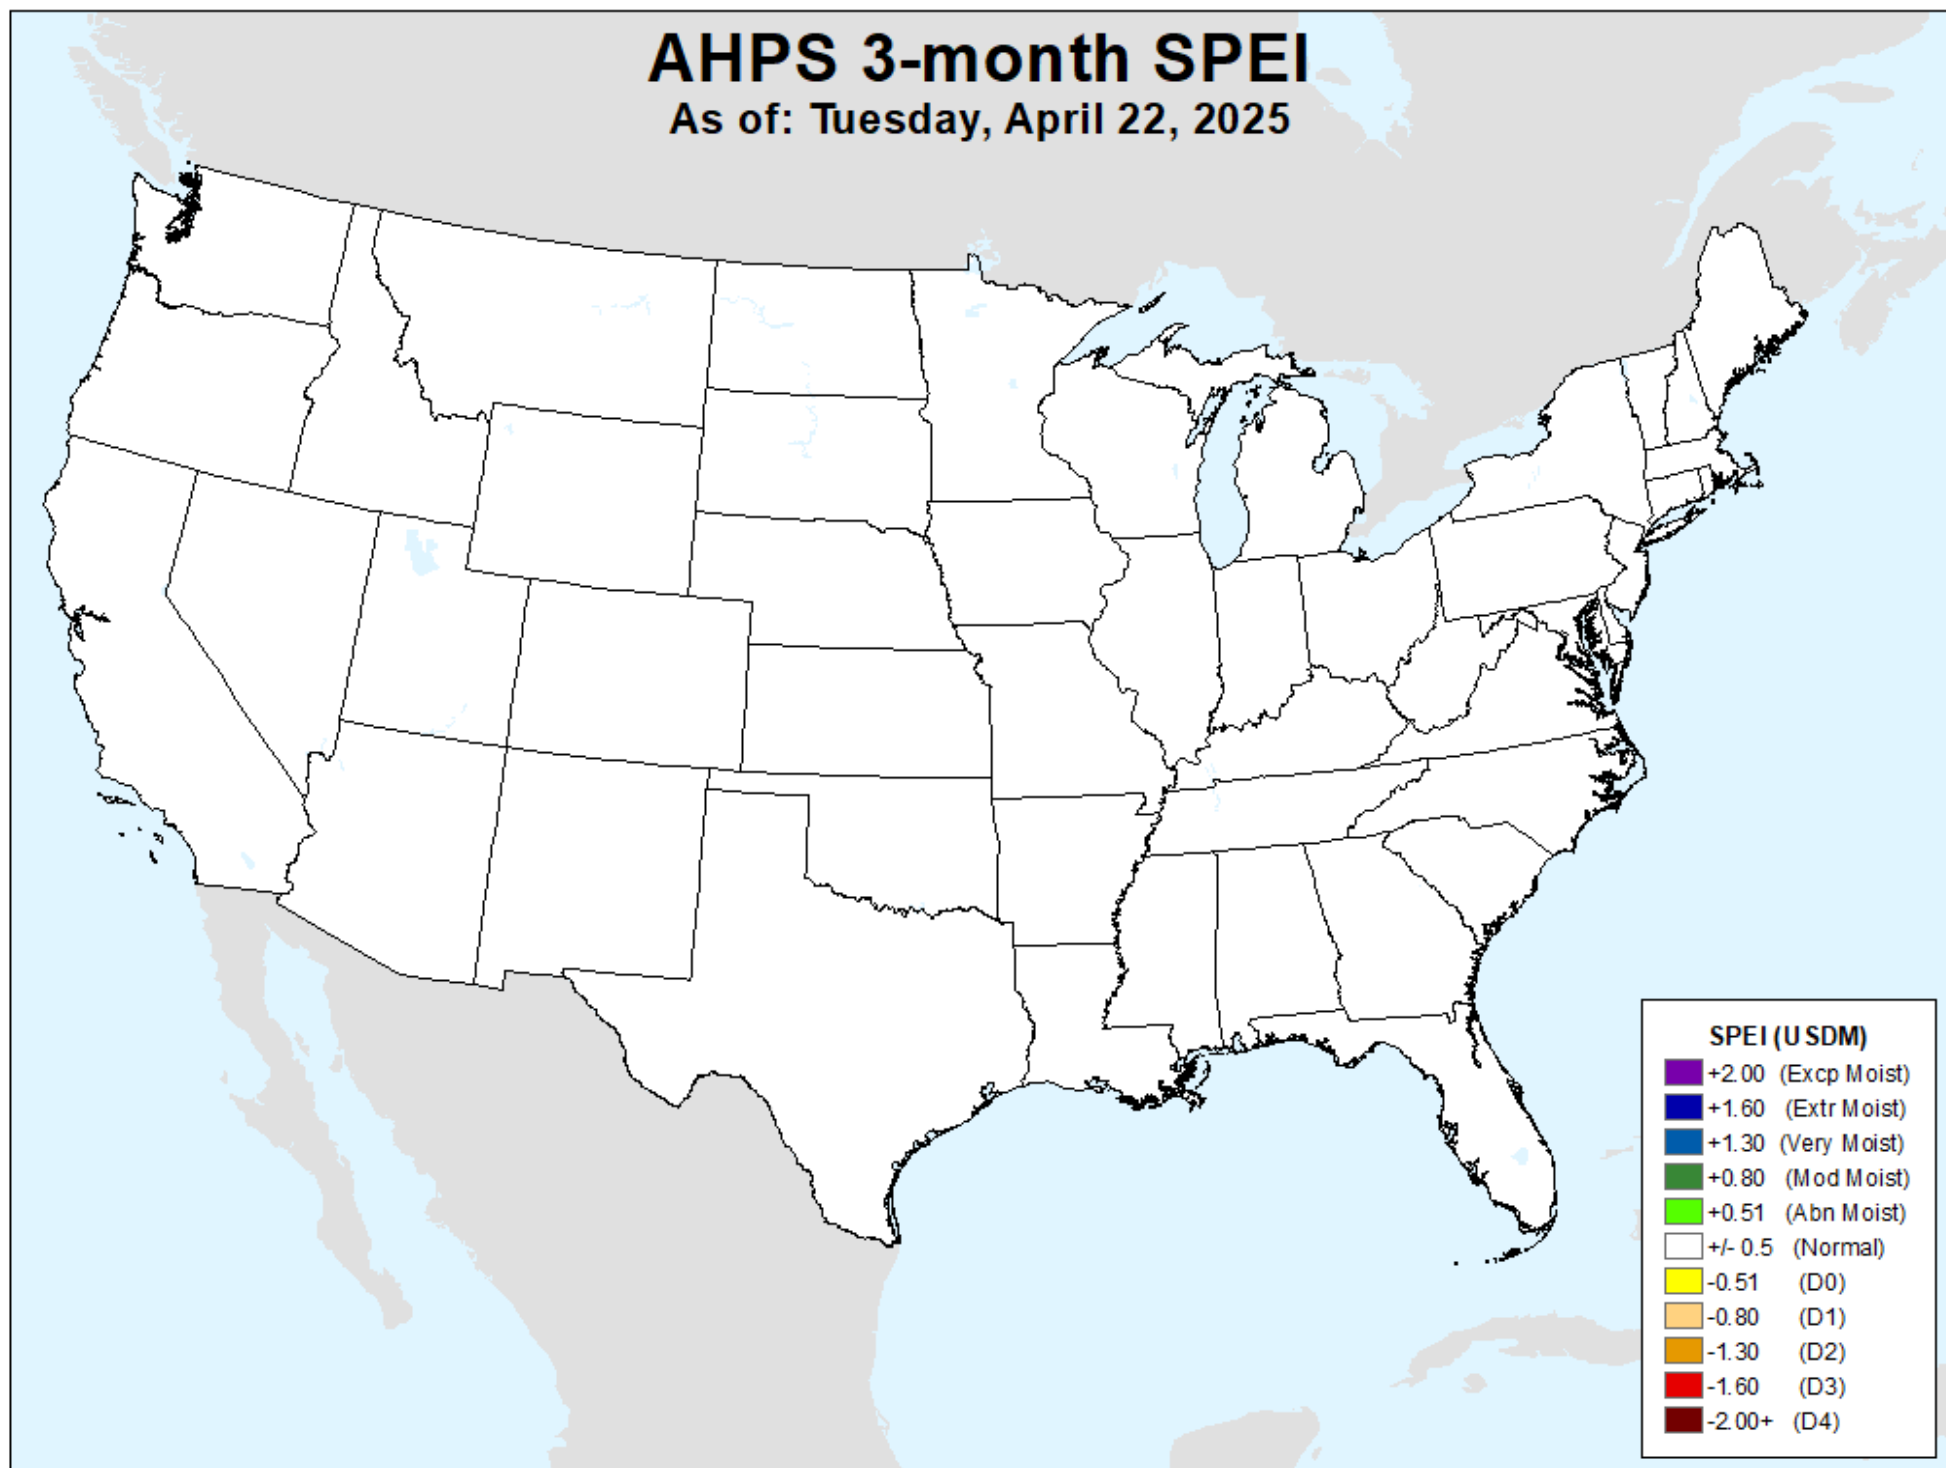 AHPS 3-month SPEI
As of: Tuesday, April 22, 2025
SPEI (USDM)
+2.00 (Excp Moist)
+1.60 (Extr Moist)
+1.30 (Very Moist)
+0.80 (Mod Moist)
+0.51 (Abn Moist)
+/- 0.5 (Normal)
-0.51 (D0)
-0.80 (D1)
-1.30 (D2)
-1.60 (D3)
-2.00+ (D4)